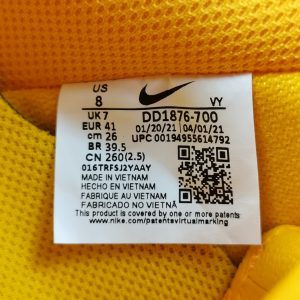 US
8
VY
UK 7
EUR 41
cm 26
BR 39.5
CN 260(2.5)
DD1876-700
01/20/21 04/01/21
UPC 00194955614792
016TRFSJ2YAAY
MADE IN VIETNAM
HECHO EN VIETNAM
FABRIQUE AU VIETNAM
FABRICADO NO VIETNÃ
This product is covered by one or more patents
www.nike.com/patentsvirtualmarking